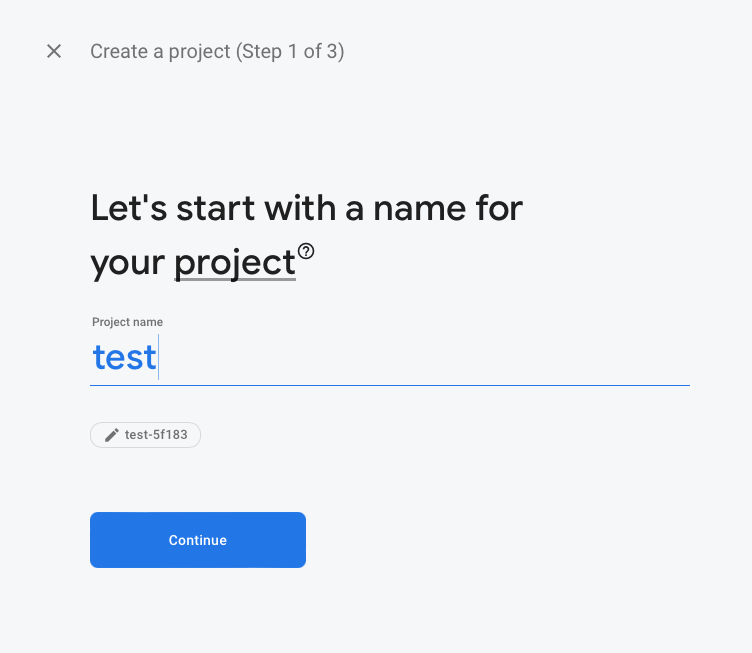 Create a project (Step 1 of 3)
Let's start with a name for
your project
Project name
test
test-5f183
Continue